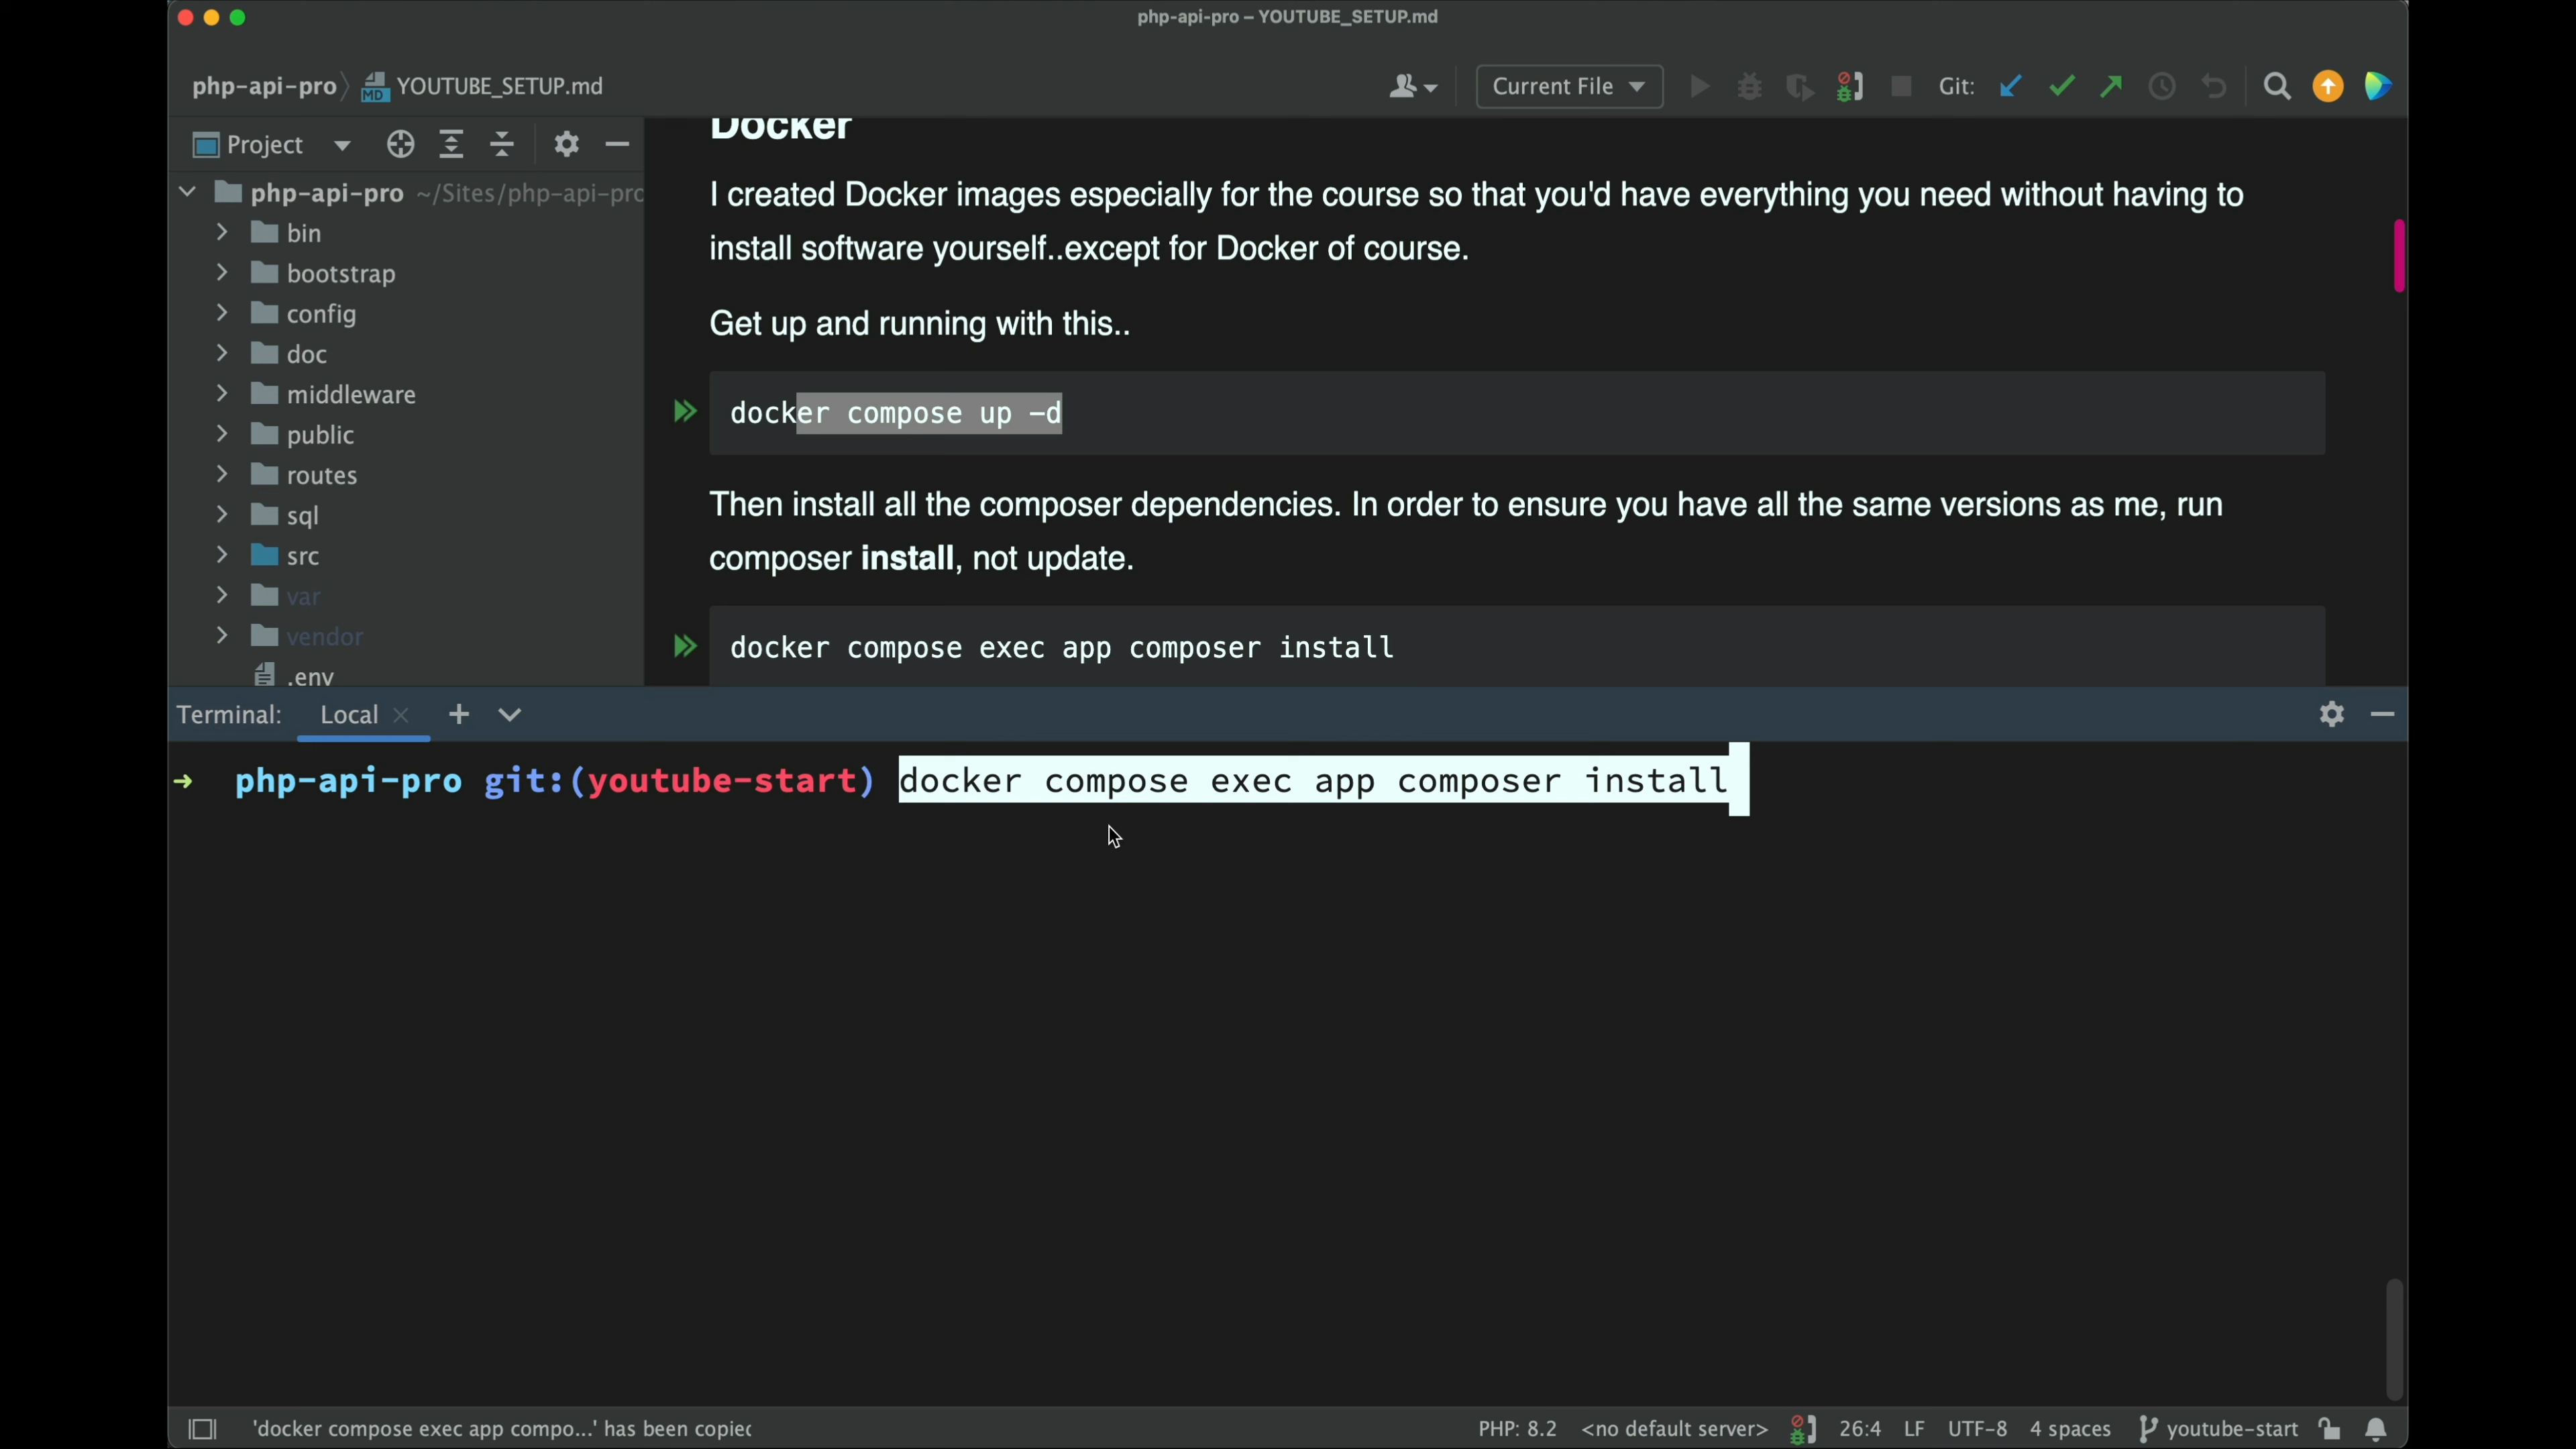 php-api-pro – YOUTUBE_SETUP.md
php-api-pro
YOUTUBE_SETUP.md
Current File
Git:
Project
php-api-pro ~/Sites/php-api-pro
bin
bootstrap
config
doc
middleware
public
routes
sql
src
var
vendor
.env
Docker
I created Docker images especially for the course so that you'd have everything you need without having to
install software yourself..except for Docker of course.
Get up and running with this..
docker compose up -d
Then install all the composer dependencies. In order to ensure you have all the same versions as me, run
composer install, not update.
docker compose exec app composer install
Terminal: Local
→ php-api-pro git:(youtube-start) docker compose exec app composer install
'docker compose exec app compo...' has been copied
PHP: 8.2 <no default server> 26:4 LF UTF-8 4 spaces youtube-start